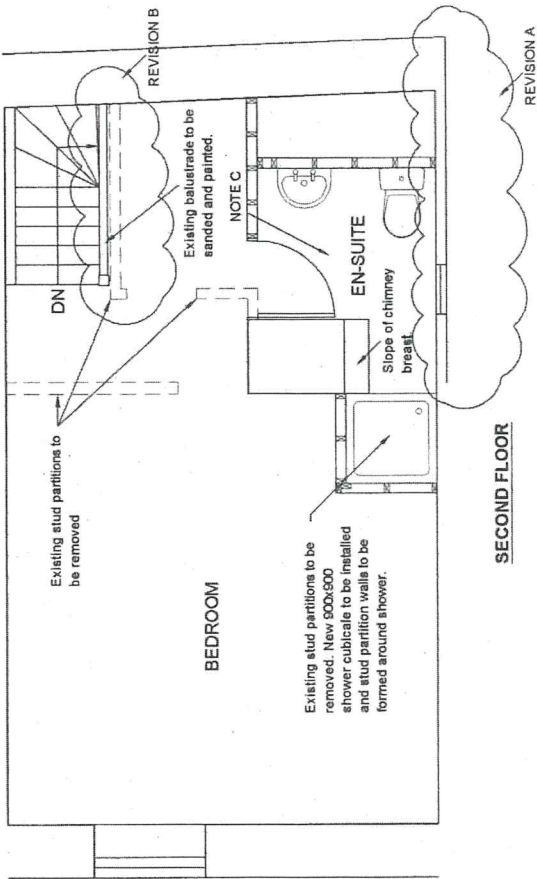 REVISION B
DN
Existing balustrade to be
sanded and painted.
Existing stud partitions to
be removed
NOTE C
EN-SUITE
Slope of chimney
breast
BEDROOM
Existing stud partitions to be
removed. New 900x900
shower cubicale to be installed
and stud partition walls to be
formed around shower.
REVISION A
SECOND FLOOR